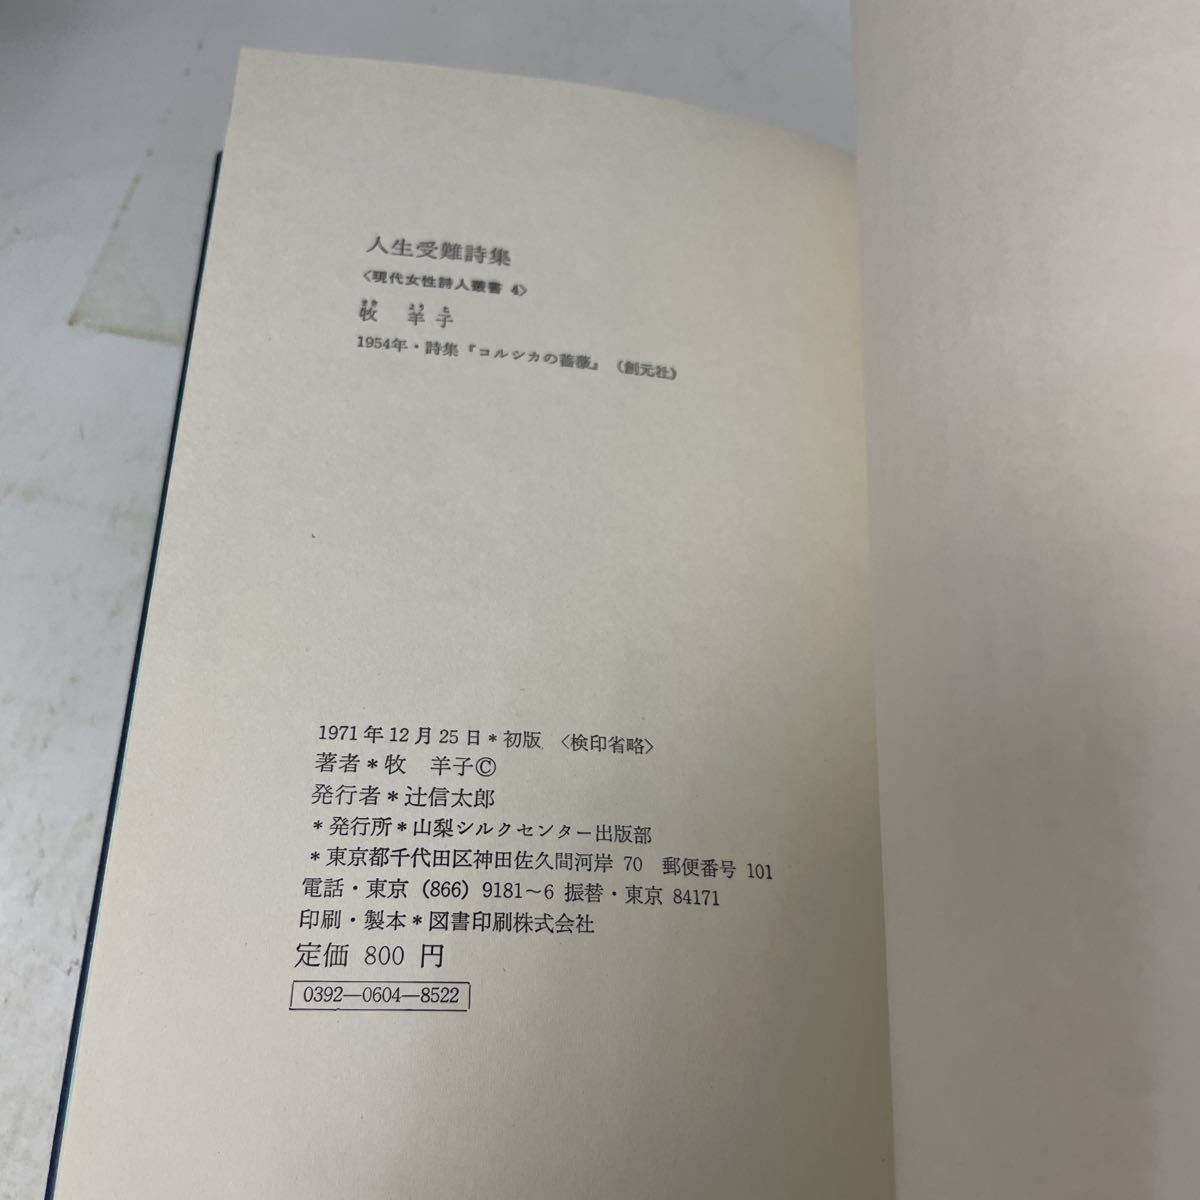 人生受難詩集
〈現代女性詩人叢書 4〉
まき ようこ
牧 羊子
1954年・詩集『コルシカの薔薇』（創元社）
1971年12月25日＊初版 〈検印省略〉
著者＊牧 羊子©
発行者＊辻信太郎
＊発行所＊山梨シルクセンター出版部
＊東京都千代田区神田佐久間河岸 70 郵便番号 101
電話・東京 (866) 9181～6 振替・東京 84171
印刷・製本＊図書印刷株式会社
定価 800 円
0392―0604―8522